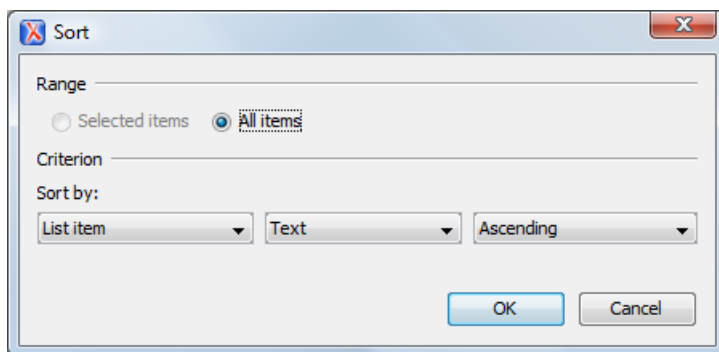 Sort
Range
Selected items All items
Criterion
Sort by:
List item Text Ascending
OK Cancel